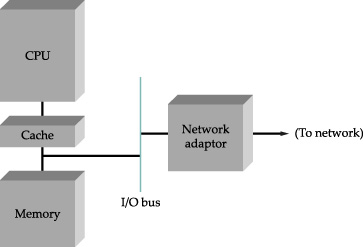 CPU
Cache
Network
adaptor
(To network)
I/O bus
Memory